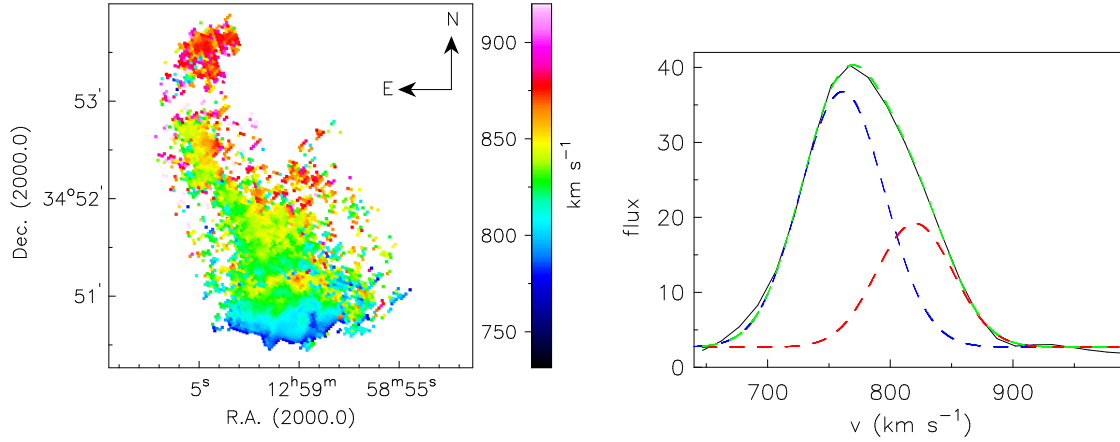 N
E
53'
34°52'
51'
Dec. (2000.0)
5ˢ
12ʰ59ᵐ
58ᵐ55ˢ
R.A. (2000.0)
900
850
800
750
km s⁻¹
40
30
20
10
0
flux
700
800
900
v (km s⁻¹)